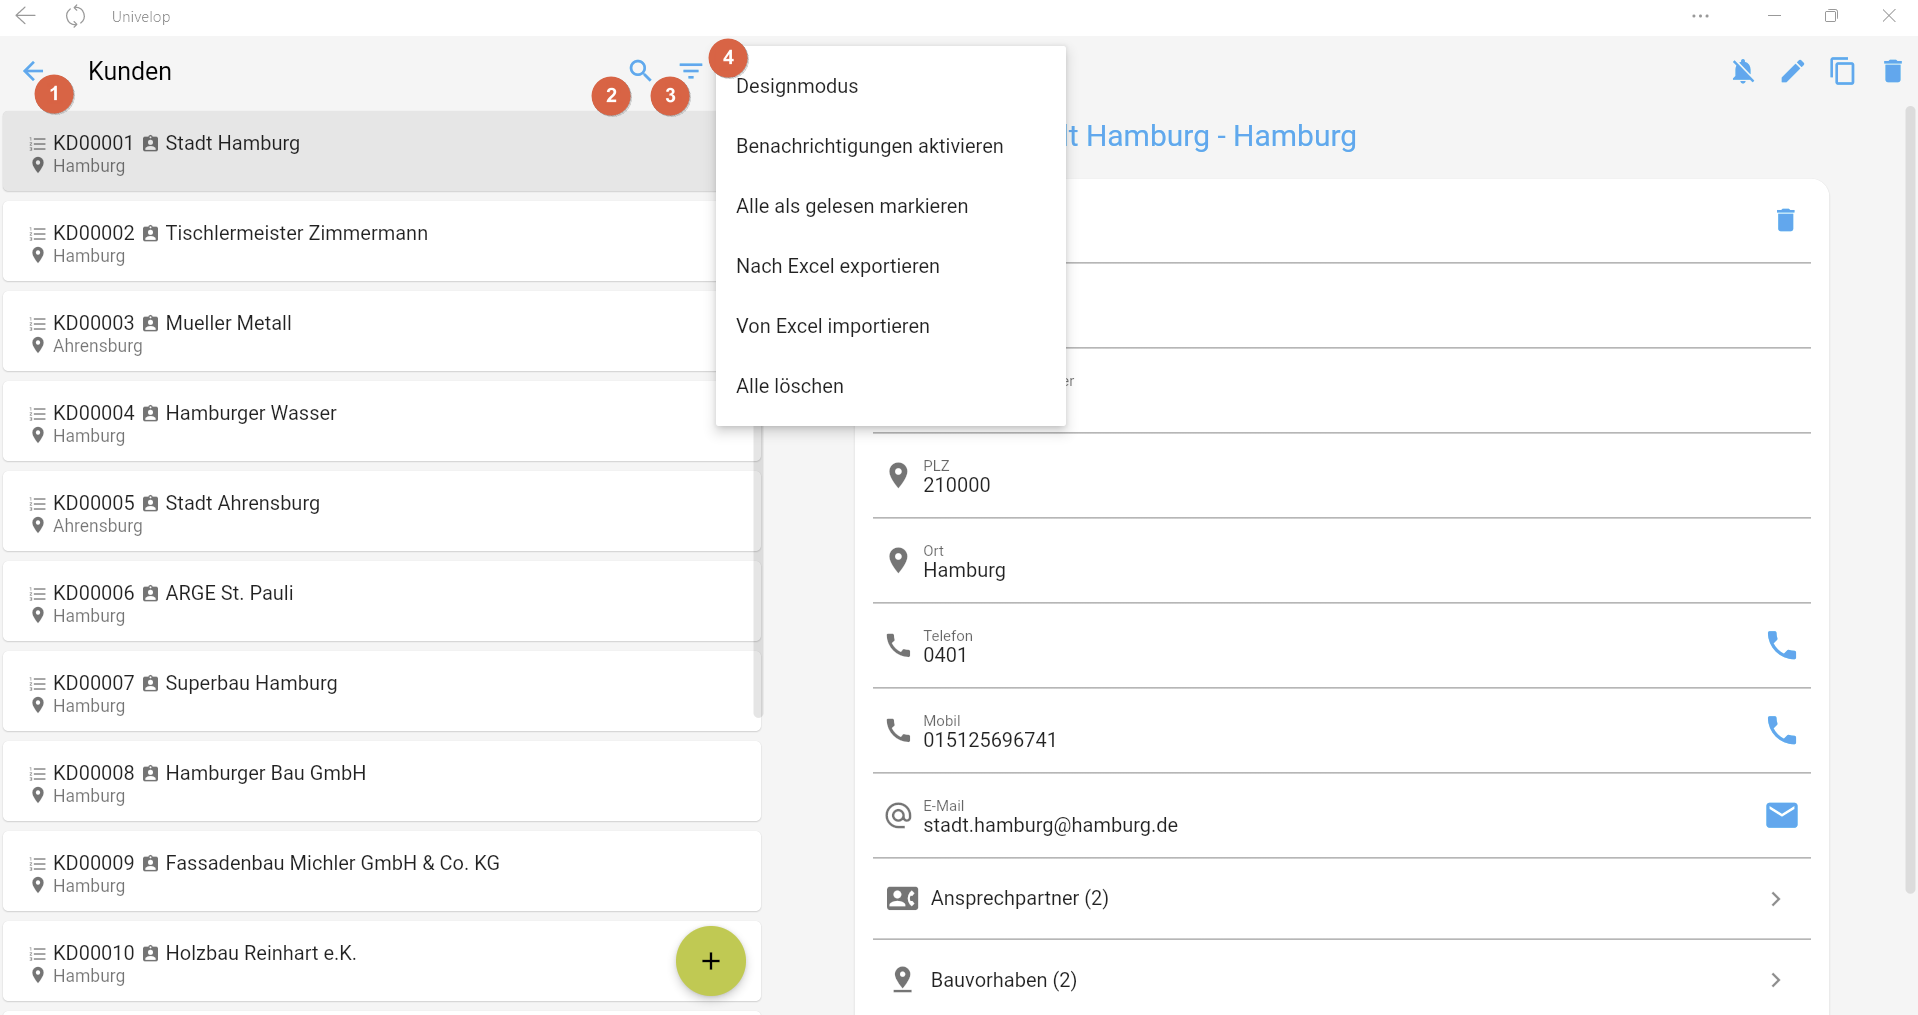 Univelop
Kunden
1
2
3
4
Designmodus
Benachrichtigungen aktivieren
Alle als gelesen markieren
Nach Excel exportieren
Von Excel importieren
Alle löschen
KD00001 Stadt Hamburg
Hamburg
KD00002 Tischlermeister Zimmermann
Hamburg
KD00003 Mueller Metall
Ahrensburg
KD00004 Hamburger Wasser
Hamburg
KD00005 Stadt Ahrensburg
Ahrensburg
KD00006 ARGE St. Pauli
Hamburg
KD00007 Superbau Hamburg
Hamburg
KD00008 Hamburger Bau GmbH
Hamburg
KD00009 Fassadenbau Michler GmbH & Co. KG
Hamburg
KD00010 Holzbau Reinhart e.K.
Hamburg
dt Hamburg - Hamburg
er
PLZ
210000
Ort
Hamburg
Telefon
0401
Mobil
015125696741
E-Mail
stadt.hamburg@hamburg.de
Ansprechpartner (2)
Bauvorhaben (2)